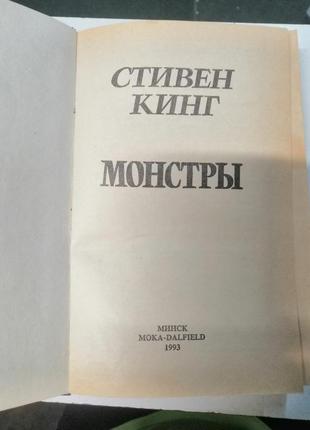 СТИВЕН
КИНГ
МОНСТРЫ
МИНСК
MOKA-DALFIELD
1993